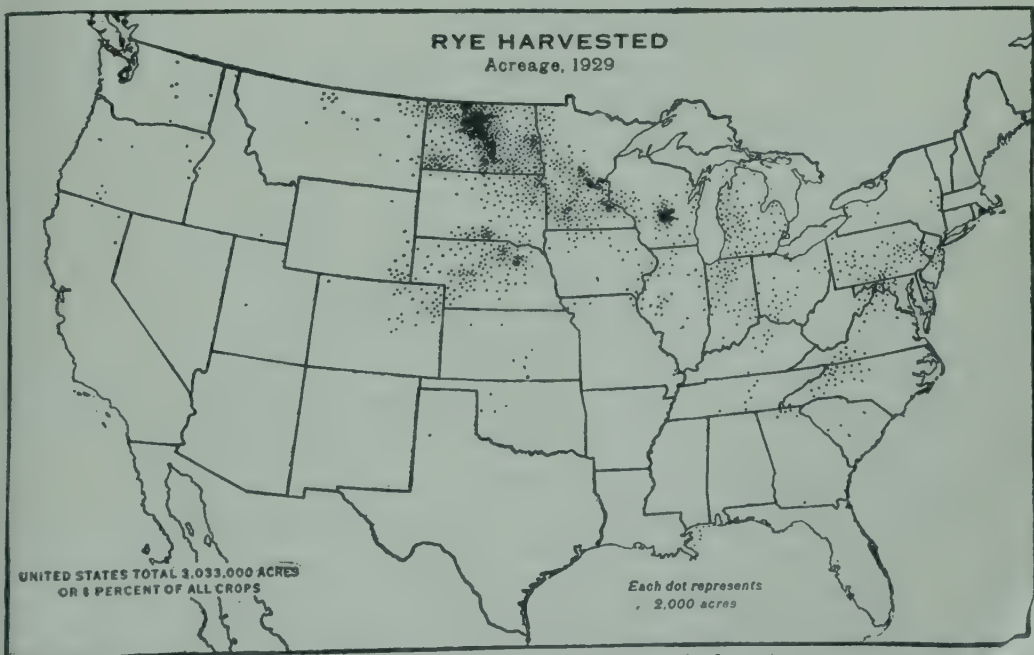 RYE HARVESTED
Acreage, 1929
UNITED STATES TOTAL 3,033,000 ACRES
OR 8 PERCENT OF ALL CROPS
Each dot represents
2,000 acres